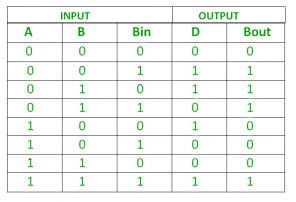 INPUT OUTPUT
A B Bin D Bout
0 0 0 0 0
0 0 1 1 1
0 1 0 1 1
0 1 1 0 1
1 0 0 1 0
1 0 1 0 0
1 1 0 0 0
1 1 1 1 1